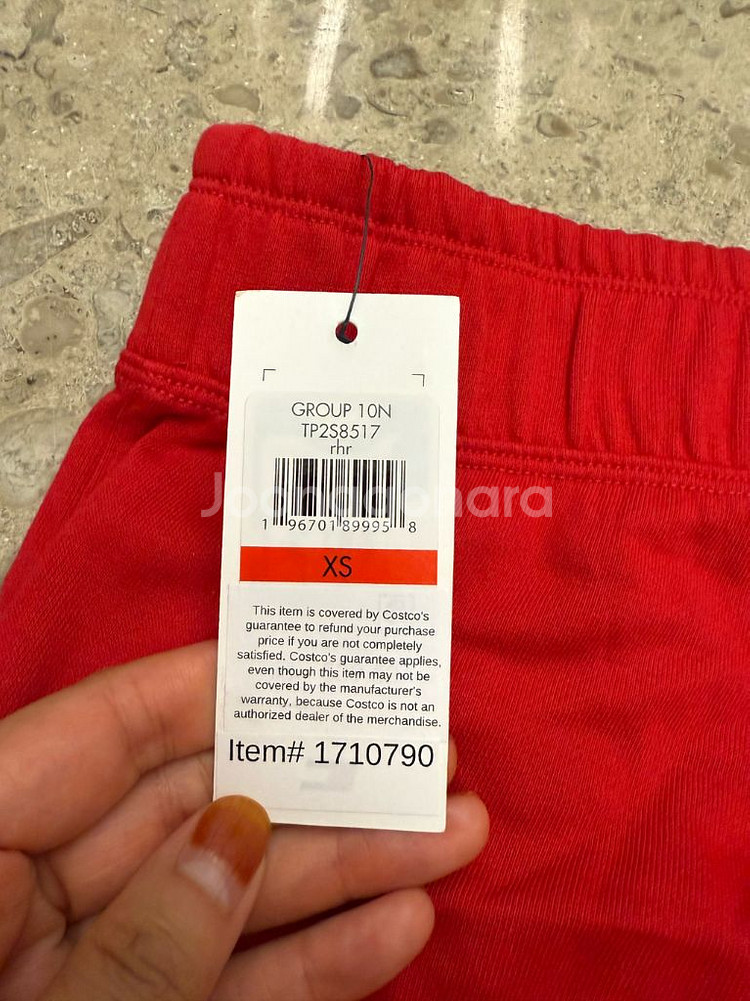 GROUP 10N
TP2S8517
rhr
Joonggonara
1 96701 89995 8
XS
This item is covered by Costco's
guarantee to refund your purchase
price if you are not completely
satisfied. Costco's guarantee applies,
even though this item may not be
covered by the manufacturer's
warranty, because Costco is not an
authorized dealer of the merchandise.
Item# 1710790